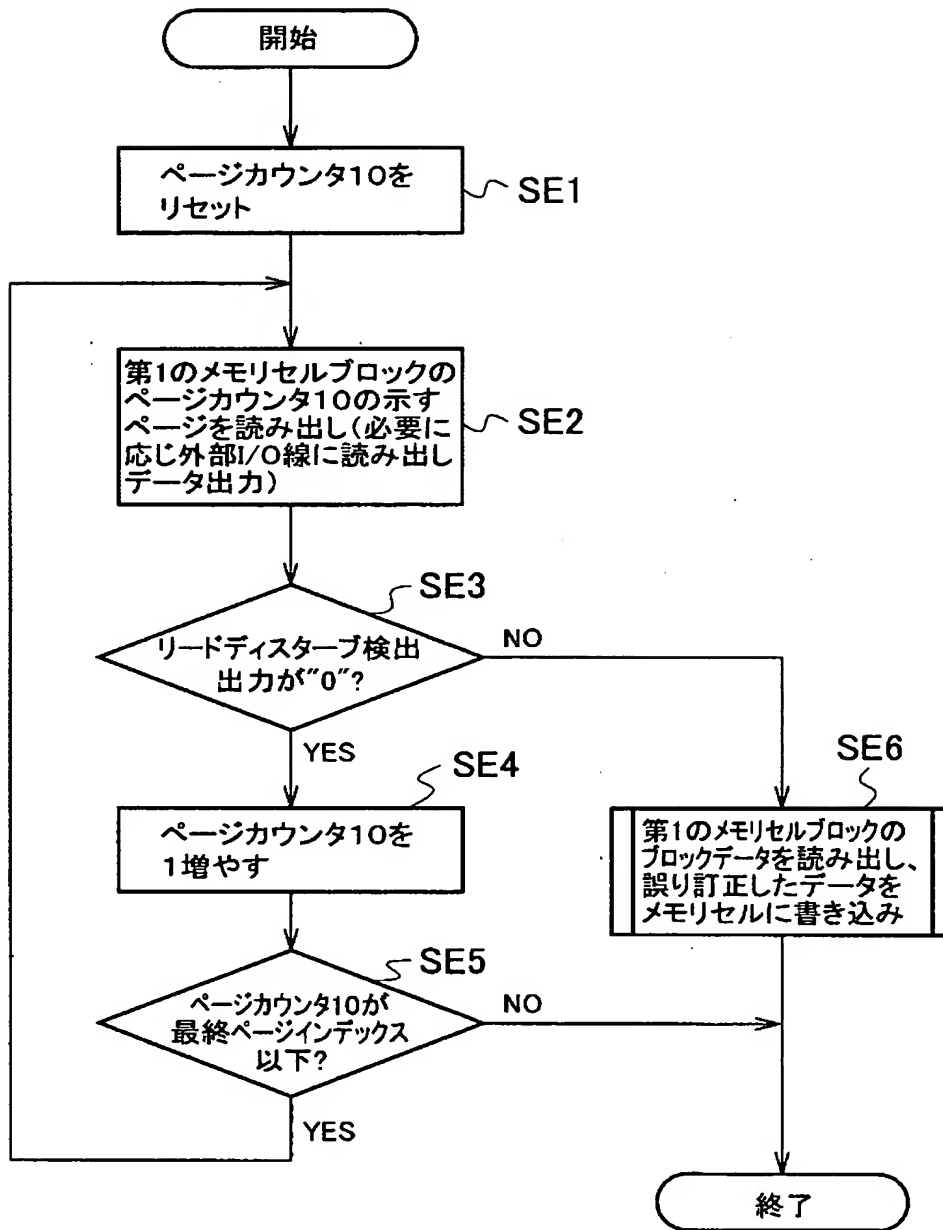 開始
ページカウンタ10を
リセット
SE1
第1のメモリセルブロックの
ページカウンタ10の示す
ページを読み出し(必要に
応じ外部I/O線に読み出し
データ出力)
SE2
SE3
リードディスターブ検出
出力が"0"?
NO
YES
SE4
ページカウンタ10を
1増やす
SE6
第1のメモリセルブロックの
ブロックデータを読み出し、
誤り訂正したデータを
メモリセルに書き込み
SE5
ページカウンタ10が
最終ページインデックス
以下?
NO
YES
終了